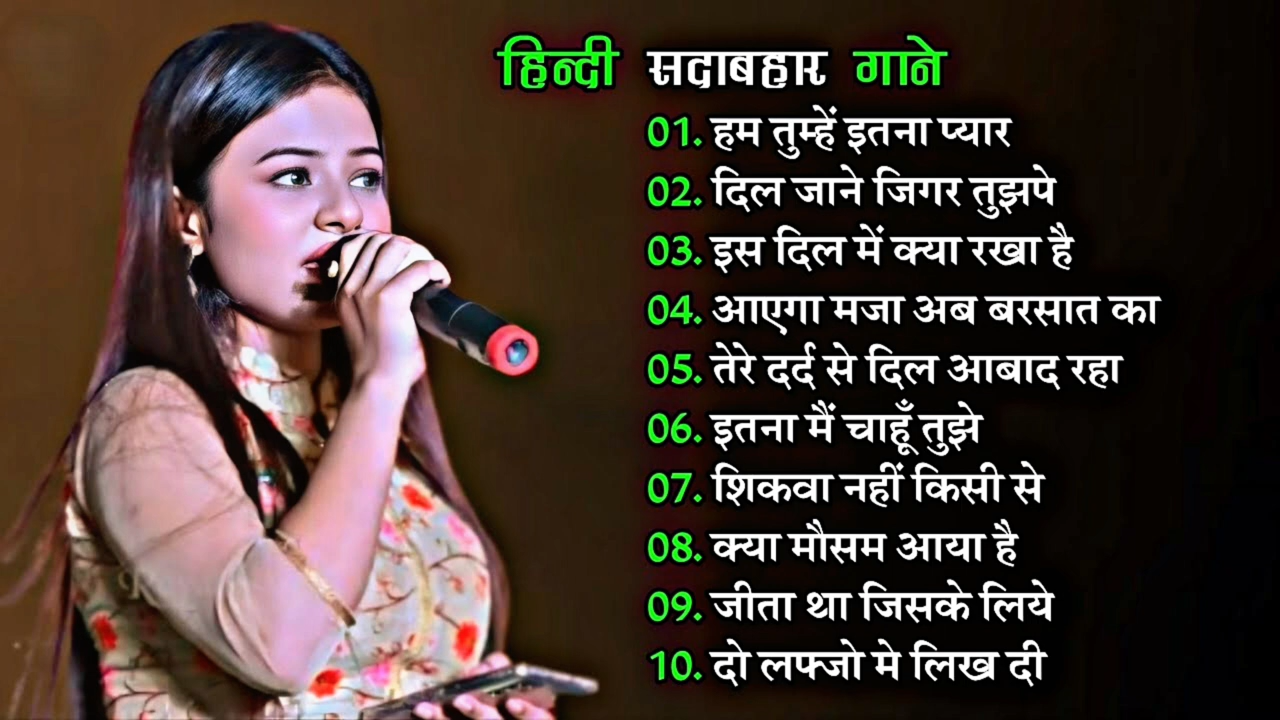 हिन्दी सदाबहार गाने
01. हम तुम्हें इतना प्यार
02. दिल जाने जिगर तुझपे
03. इस दिल में क्या रखा है
04. आएगा मजा अब बरसात का
05. तेरे दर्द से दिल आबाद रहा
06. इतना मैं चाहूँ तुझे
07. शिकवा नहीं किसी से
08. क्या मौसम आया है
09. जीता था जिसके लिये
10. दो लफ्जो मे लिख दी